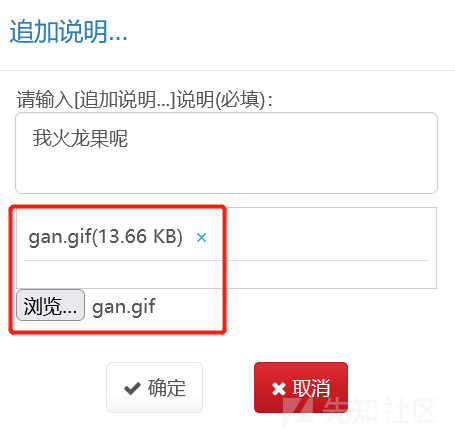 追加说明...
请输入[追加说明...]说明(必填)：
我火龙果呢
gan.gif(13.66 KB) ×
浏览... gan.gif
✔ 确定 ✖ 取消
先知社区